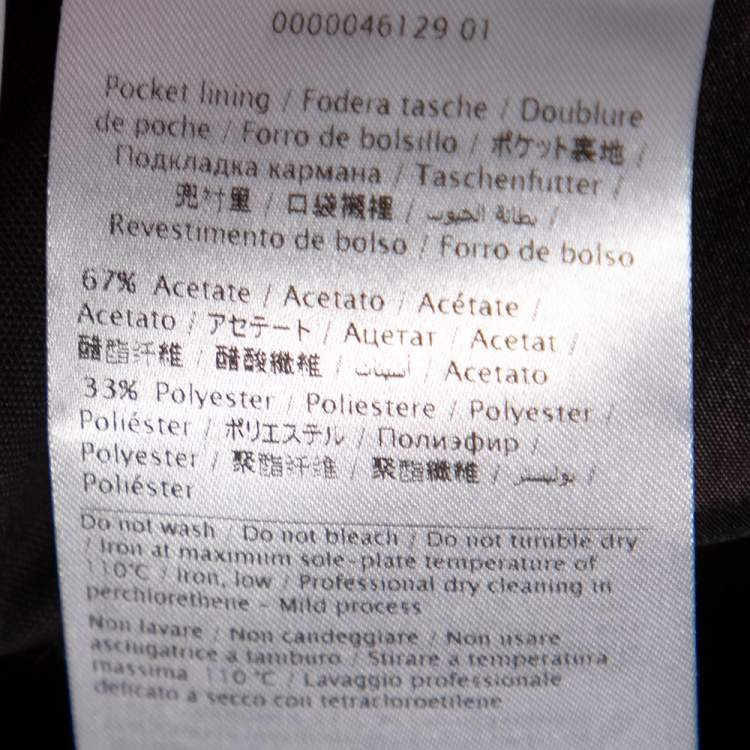 0000046129 01
Pocket lining / Fodera tasche / Doublure
de poche / Forro de bolsillo / ポケット裏地 /
Подкладка кармана / Taschenfutter /
兜衬里 / 口袋襯裡 / بطانة الجيوب /
Revestimento de bolso / Forro de bolso
67% Acetate / Acetato / Acétate /
Acetato / アセテート / Ацетат / Acetat /
醋酯纤维 / 醋酸纖維 / أسيتات / Acetato
33% Polyester / Poliestere / Polyester /
Poliéster / ポリエステル / Полиэфир /
Polyester / 聚酯纤维 / 聚酯纖維 / بوليستر /
Poliéster
Do not wash / Do not bleach / Do not tumble dry
/ Iron at maximum sole-plate temperature of
110°C / Iron, low / Professional dry cleaning in
perchlorethene - Mild process
Non lavare / Non candeggiare / Non usare
asciugatrice a tamburo / Stirare a temperatura
massima 110 °C / Lavaggio professionale
delicato a secco con tetracloroetilene